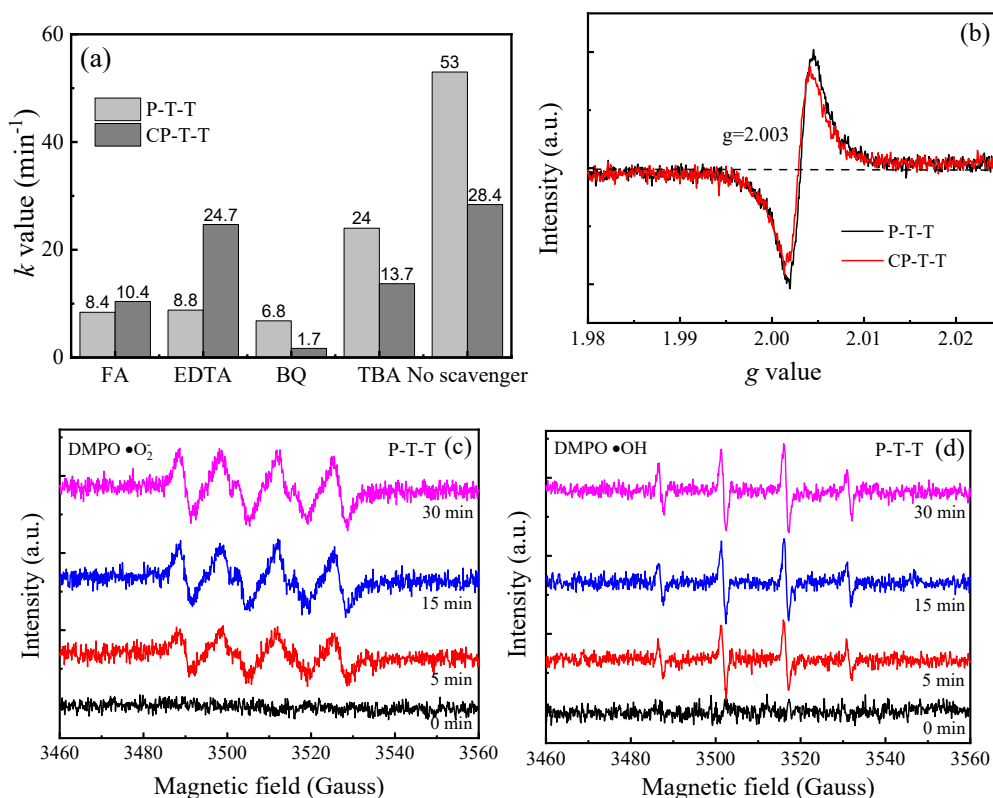 (a)
60
40
20
0
k value (min⁻¹)
P-T-T
CP-T-T
8.4
10.4
8.8
24.7
6.8
1.7
24
13.7
53
28.4
FA
EDTA
BQ
TBA
No scavenger
(b)
Intensity (a.u.)
g=2.003
P-T-T
CP-T-T
1.98
1.99
2.00
2.01
2.02
g value
(c)
DMPO ●O₂⁻
P-T-T
Intensity (a.u.)
30 min
15 min
5 min
0 min
3460
3480
3500
3520
3540
3560
Magnetic field (Gauss)
(d)
DMPO ●OH
P-T-T
Intensity (a.u.)
30 min
15 min
5 min
0 min
3460
3480
3500
3520
3540
3560
Magnetic field (Gauss)